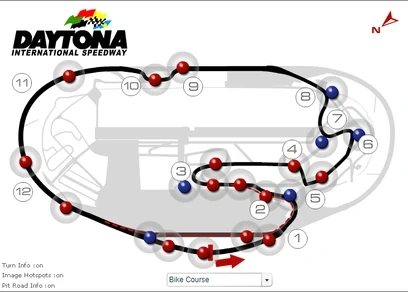 DAYTONA
INTERNATIONAL SPEEDWAY
N
11
10
9
8
7
6
3
4
5
12
2
1
Turn Info : on
Image Hotspots : on
Pit Road Info : on
Bike Course